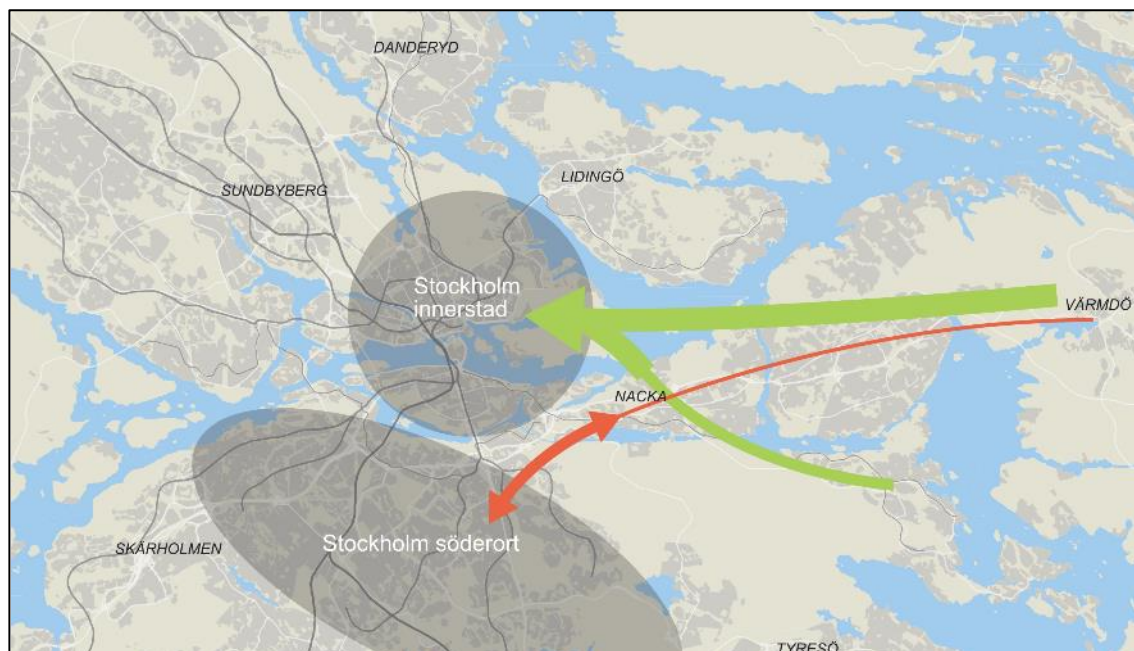 DANDERYD
LIDINGÖ
SUNDBYBERG
Stockholm
innerstad
VÄRMDÖ
NACKA
Stockholm söderort
SKÄRHOLMEN
TYRESÖ